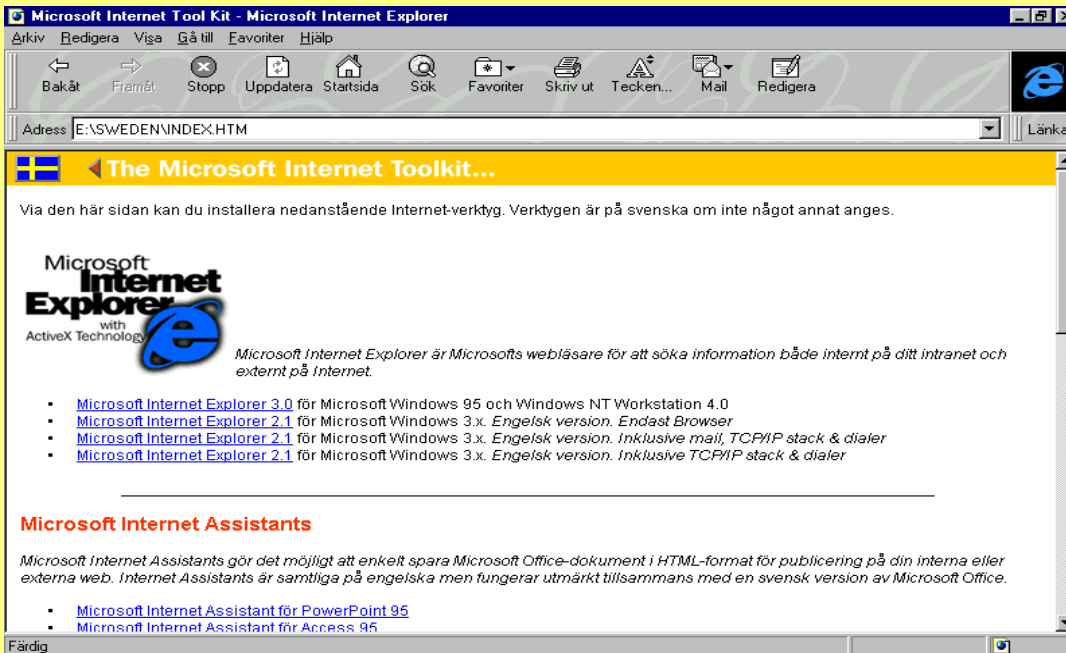 Microsoft Internet Tool Kit - Microsoft Internet Explorer
Arkiv Redigera Visa Gå till Favoriter Hjälp
Bakåt Framåt Stopp Uppdatera Startsida Sök Favoriter Skriv ut Tecken... Mail Redigera
Adress E:\SWEDEN\INDEX.HTM Länka
The Microsoft Internet Toolkit...
Via den här sidan kan du installera nedanstående Internet-verktyg. Verktygen är på svenska om inte något annat anges.
Microsoft
Internet
Explorer
with
ActiveX Technology
Microsoft Internet Explorer är Microsofts webläsare för att söka information både internt på ditt intranet och
externt på Internet.
Microsoft Internet Explorer 3.0 för Microsoft Windows 95 och Windows NT Workstation 4.0
Microsoft Internet Explorer 2.1 för Microsoft Windows 3.x. Engelsk version. Endast Browser
Microsoft Internet Explorer 2.1 för Microsoft Windows 3.x. Engelsk version. Inklusive mail, TCP/IP stack & dialer
Microsoft Internet Explorer 2.1 för Microsoft Windows 3.x. Engelsk version. Inklusive TCP/IP stack & dialer
Microsoft Internet Assistants
Microsoft Internet Assistants gör det möjligt att enkelt spara Microsoft Office-dokument i HTML-format för publicering på din interna eller
externa web. Internet Assistants är samtliga på engelska men fungerar utmärkt tillsammans med en svensk version av Microsoft Office.
Microsoft Internet Assistant för PowerPoint 95
Microsoft Internet Assistant för Access 95
Färdig